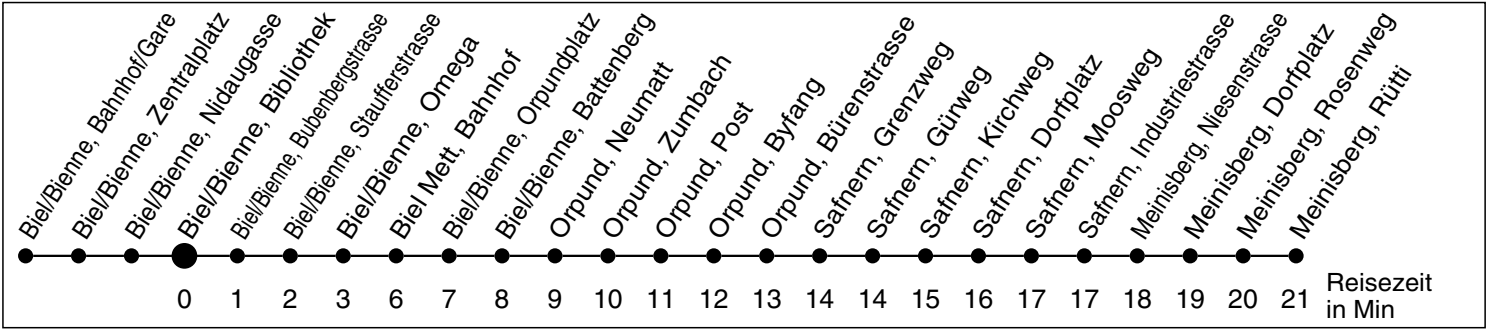 Biel/Bienne, Bahnhof/Gare
Biel/Bienne, Zentralplatz
Biel/Bienne, Nidaugasse
Biel/Bienne, Bibliothek
Biel/Bienne, Bubenbergstrasse
Biel/Bienne, Staufferstrasse
Biel/Bienne, Omega
Biel Mett, Bahnhof
Biel/Bienne, Orpundplatz
Biel/Bienne, Battenberg
Orpund, Neumatt
Orpund, Zumbach
Orpund, Post
Orpund, Byfang
Orpund, Bürenstrasse
Safnern, Grenzweg
Safnern, Gürweg
Safnern, Kirchweg
Safnern, Dorfplatz
Safnern, Moosweg
Safnern, Industriestrasse
Meinisberg, Niesenstrasse
Meinisberg, Dorfplatz
Meinisberg, Rosenweg
Meinisberg, Rütti
0 1 2 3 6 7 8 9 10 11 12 13 14 14 15 16 17 17 18 19 20 21
Reisezeit
in Min